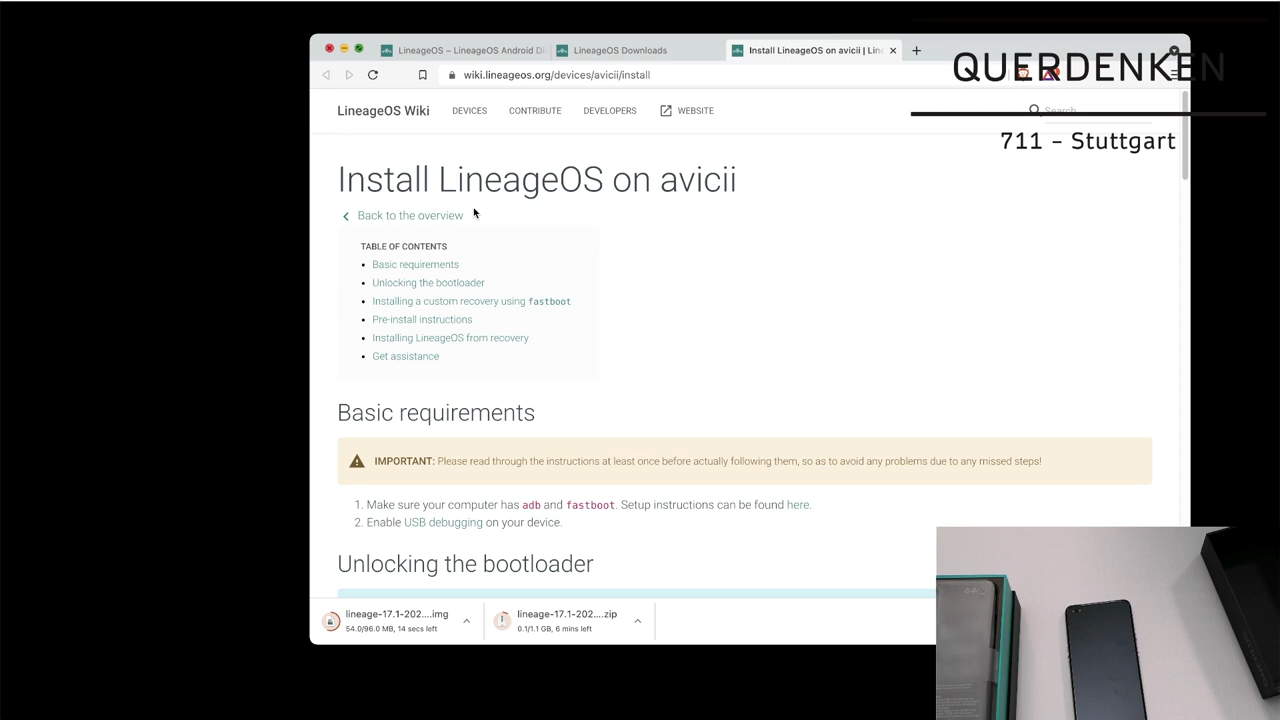 LineageOS – LineageOS Android Di
LineageOS Downloads
Install LineageOS on avicii | Lin
wiki.lineageos.org/devices/avicii/install
QUERDENKEN
711 – Stuttgart
LineageOS Wiki
DEVICES
CONTRIBUTE
DEVELOPERS
WEBSITE
Search
Install LineageOS on avicii
Back to the overview
TABLE OF CONTENTS
• Basic requirements
• Unlocking the bootloader
• Installing a custom recovery using fastboot
• Pre-install instructions
• Installing LineageOS from recovery
• Get assistance
Basic requirements
IMPORTANT: Please read through the instructions at least once before actually following them, so as to avoid any problems due to any missed steps!
1. Make sure your computer has adb and fastboot. Setup instructions can be found here.
2. Enable USB debugging on your device.
Unlocking the bootloader
lineage-17.1-202....img
54.0/96.0 MB, 14 secs left
lineage-17.1-202....zip
0.1/1.1 GB, 6 mins left